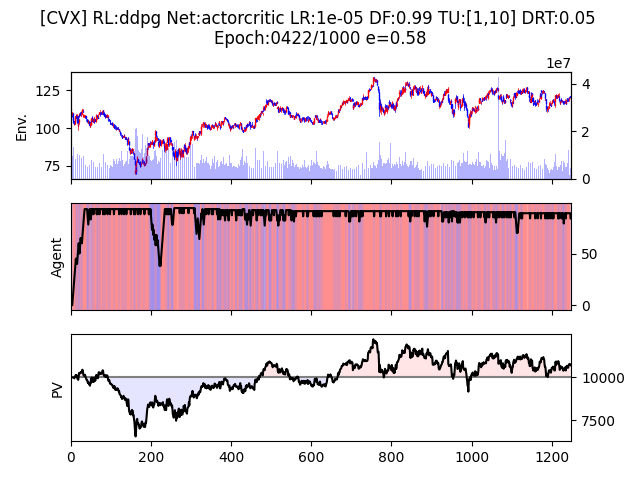 [CVX] RL:ddpg Net:actorcritic LR:1e-05 DF:0.99 TU:[1,10] DRT:0.05
Epoch:0422/1000 e=0.58
1e7
125
100
75
Env.
4
2
0
Agent
50
0
PV
10000
7500
0 200 400 600 800 1000 1200